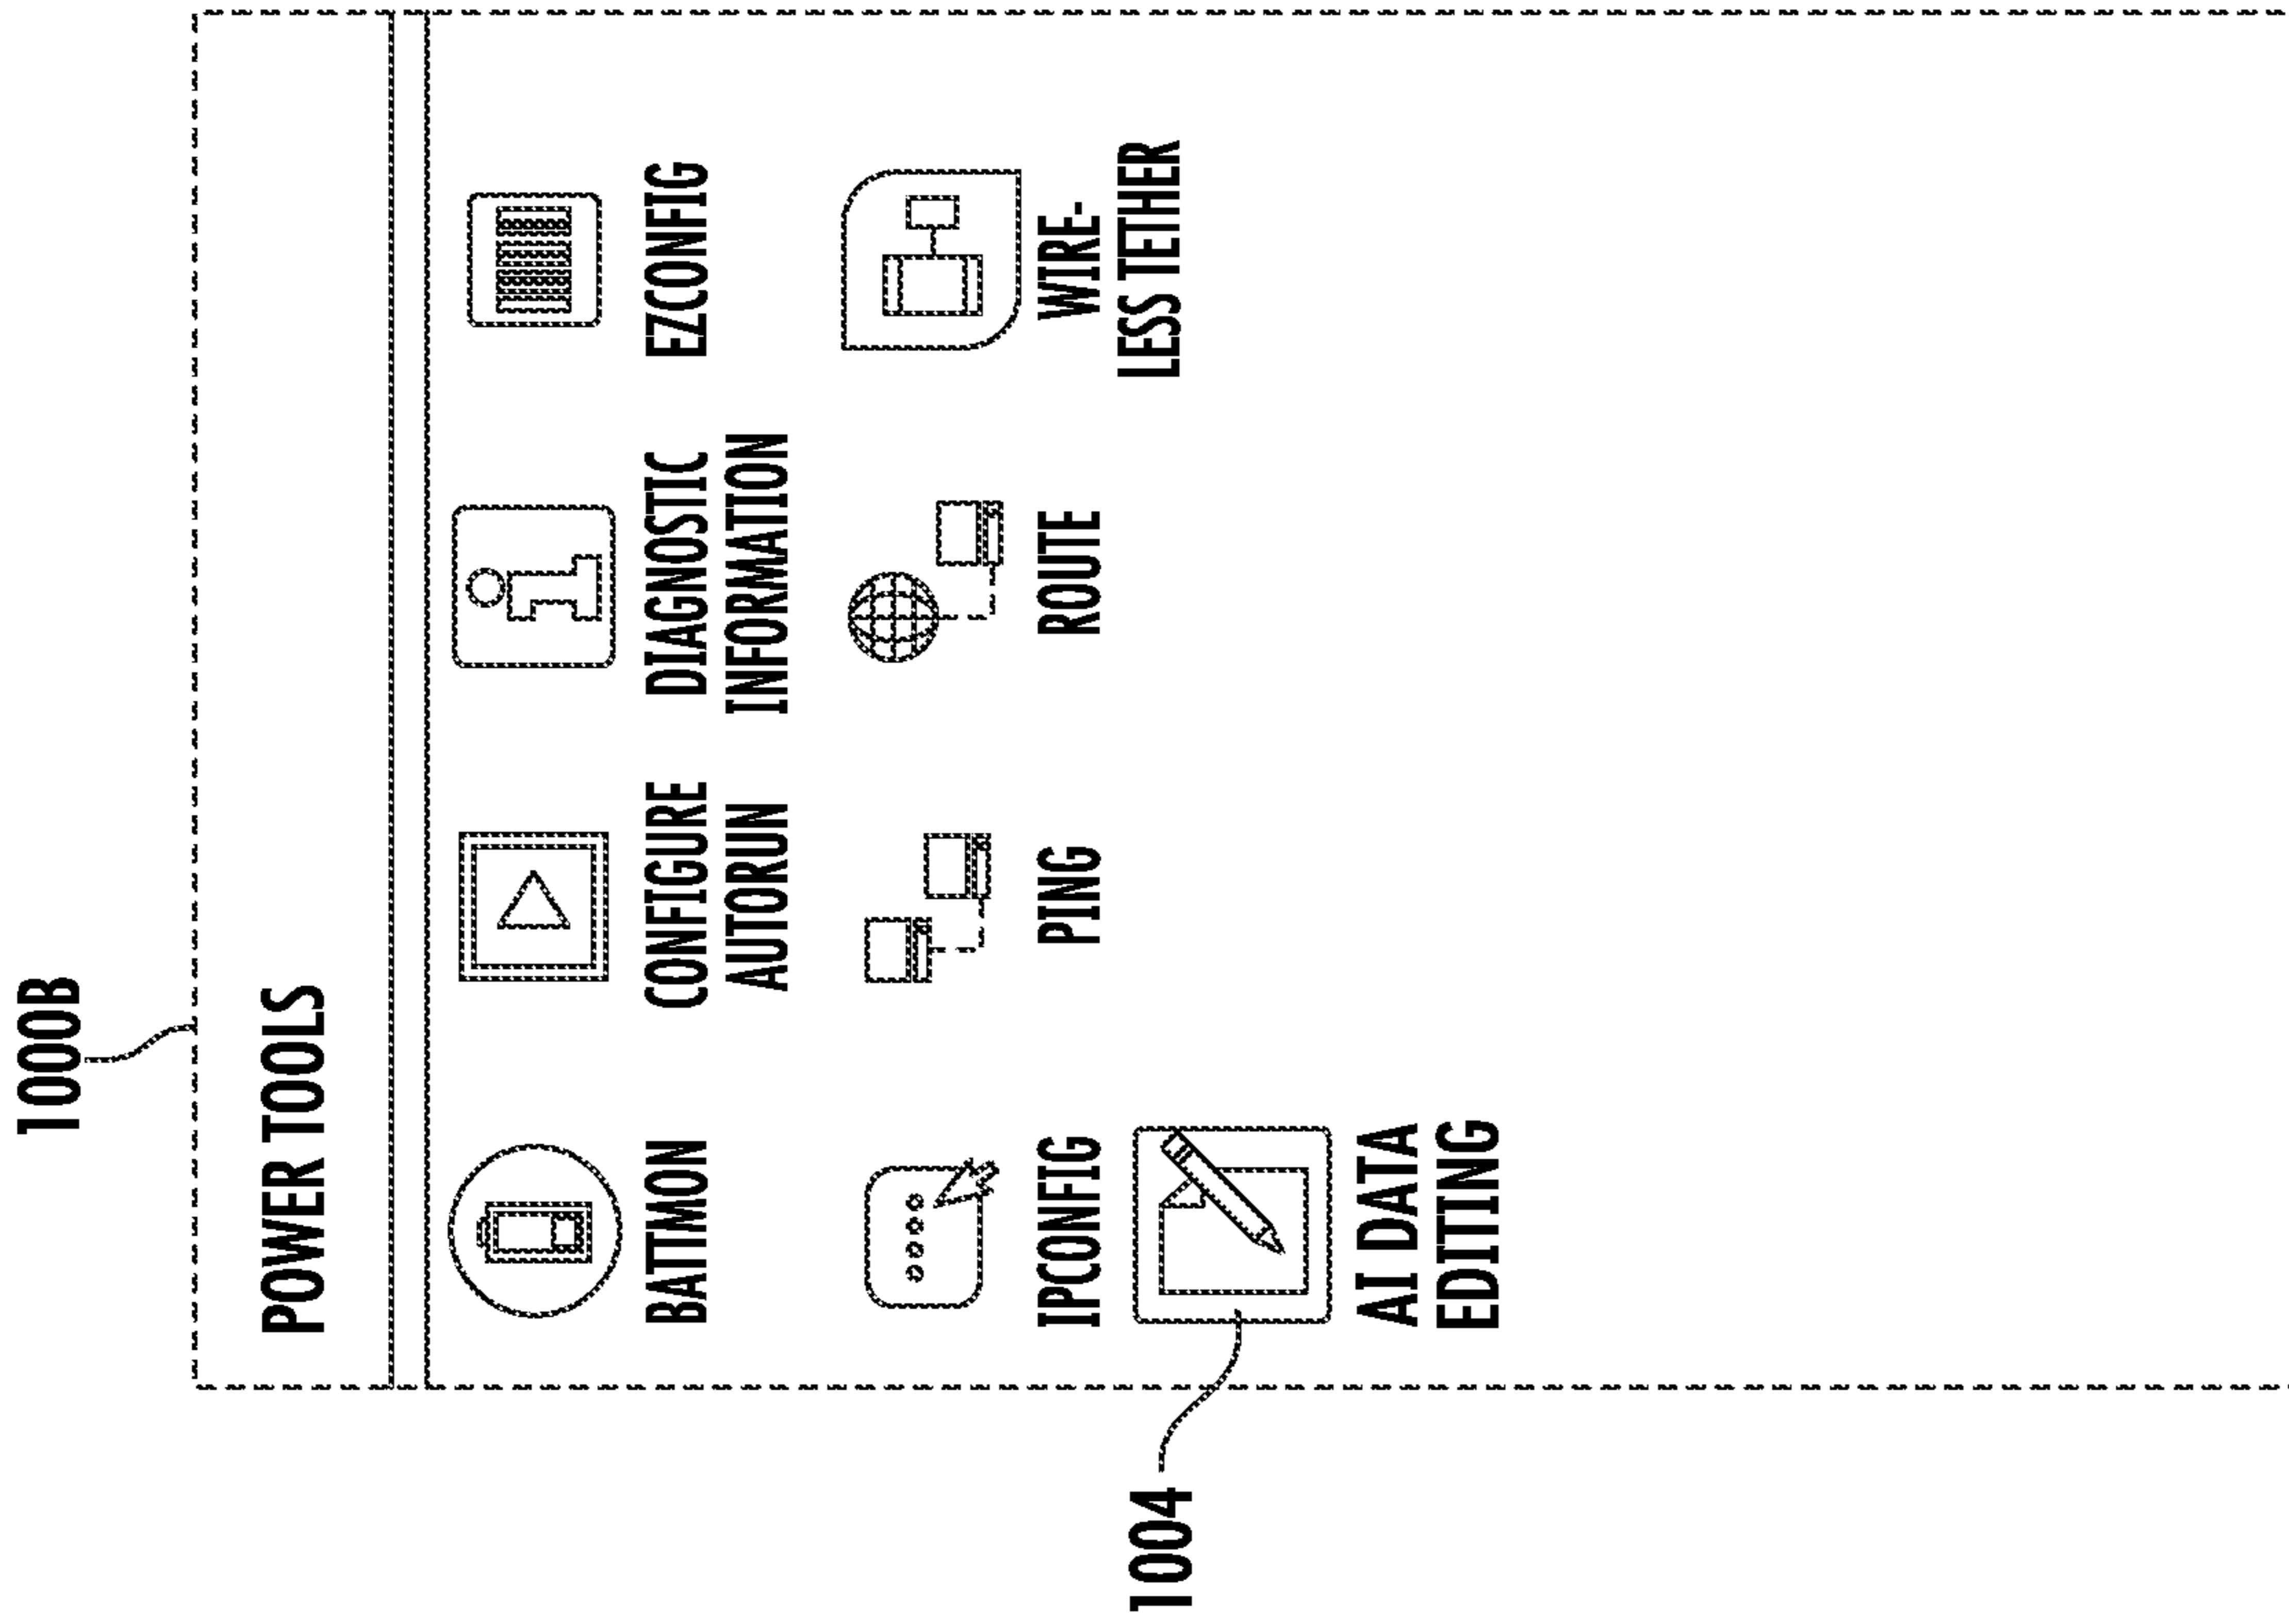 1000B
POWER TOOLS
BATTMON
CONFIGURE
AUTORUN
DIAGNOSTIC
INFORMATION
EZCONFIG
IPCONFIG
PING
ROUTE
WIRE-
LESS TETHER
1004
AI DATA
EDITING